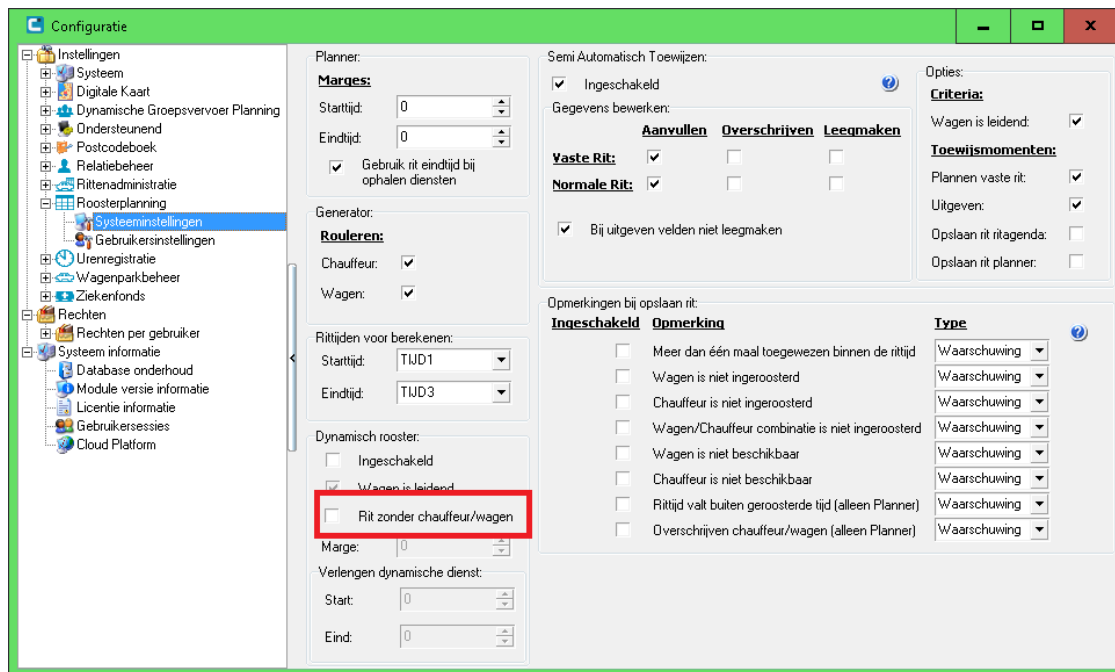 Configuratie
Instellingen
Systeem
Digitale Kaart
Dynamische Groepsvervoer Planning
Ondersteunend
Postcodeboek
Relatiebeheer
Rittenadministratie
Roosterplanning
Systeeminstellingen
Gebruikersinstellingen
Urenregistratie
Wagenparkbeheer
Ziekenfonds
Rechten
Rechten per gebruiker
Systeem informatie
Database onderhoud
Module versie informatie
Licentie informatie
Gebruikersessies
Cloud Platform
Planner:
Marges:
Starttijd: 0
Eindtijd: 0
Gebruik rit eindtijd bij
ophalen diensten
Generator:
Rouleren:
Chauffeur:
Wagen:
Rittijden voor berekenen:
Starttijd: TIJD1
Eindtijd: TIJD3
Dynamisch rooster:
Ingeschakeld
Wagen is leidend
Rit zonder chauffeur/wagen
Marge: 0
Verlengen dynamische dienst:
Start: 0
Eind: 0
Semi Automatisch Toewijzen:
Ingeschakeld
Gegevens bewerken:
Aanvullen Overschrijven Leegmaken
Vaste Rit:
Normale Rit:
Bij uitgeven velden niet leegmaken
Opties:
Criteria:
Wagen is leidend:
Toewijsmomenten:
Plannen vaste rit:
Uitgeven:
Opslaan rit ritagenda:
Opslaan rit planner:
Opmerkingen bij opslaan rit:
Ingeschakeld Opmerking Type
Meer dan één maal toegewezen binnen de rittijd Waarschuwing
Wagen is niet ingeroosterd Waarschuwing
Chauffeur is niet ingeroosterd Waarschuwing
Wagen/Chauffeur combinatie is niet ingeroosterd Waarschuwing
Wagen is niet beschikbaar Waarschuwing
Chauffeur is niet beschikbaar Waarschuwing
Rittijd valt buiten geroosterde tijd (alleen Planner) Waarschuwing
Overschrijven chauffeur/wagen (alleen Planner) Waarschuwing